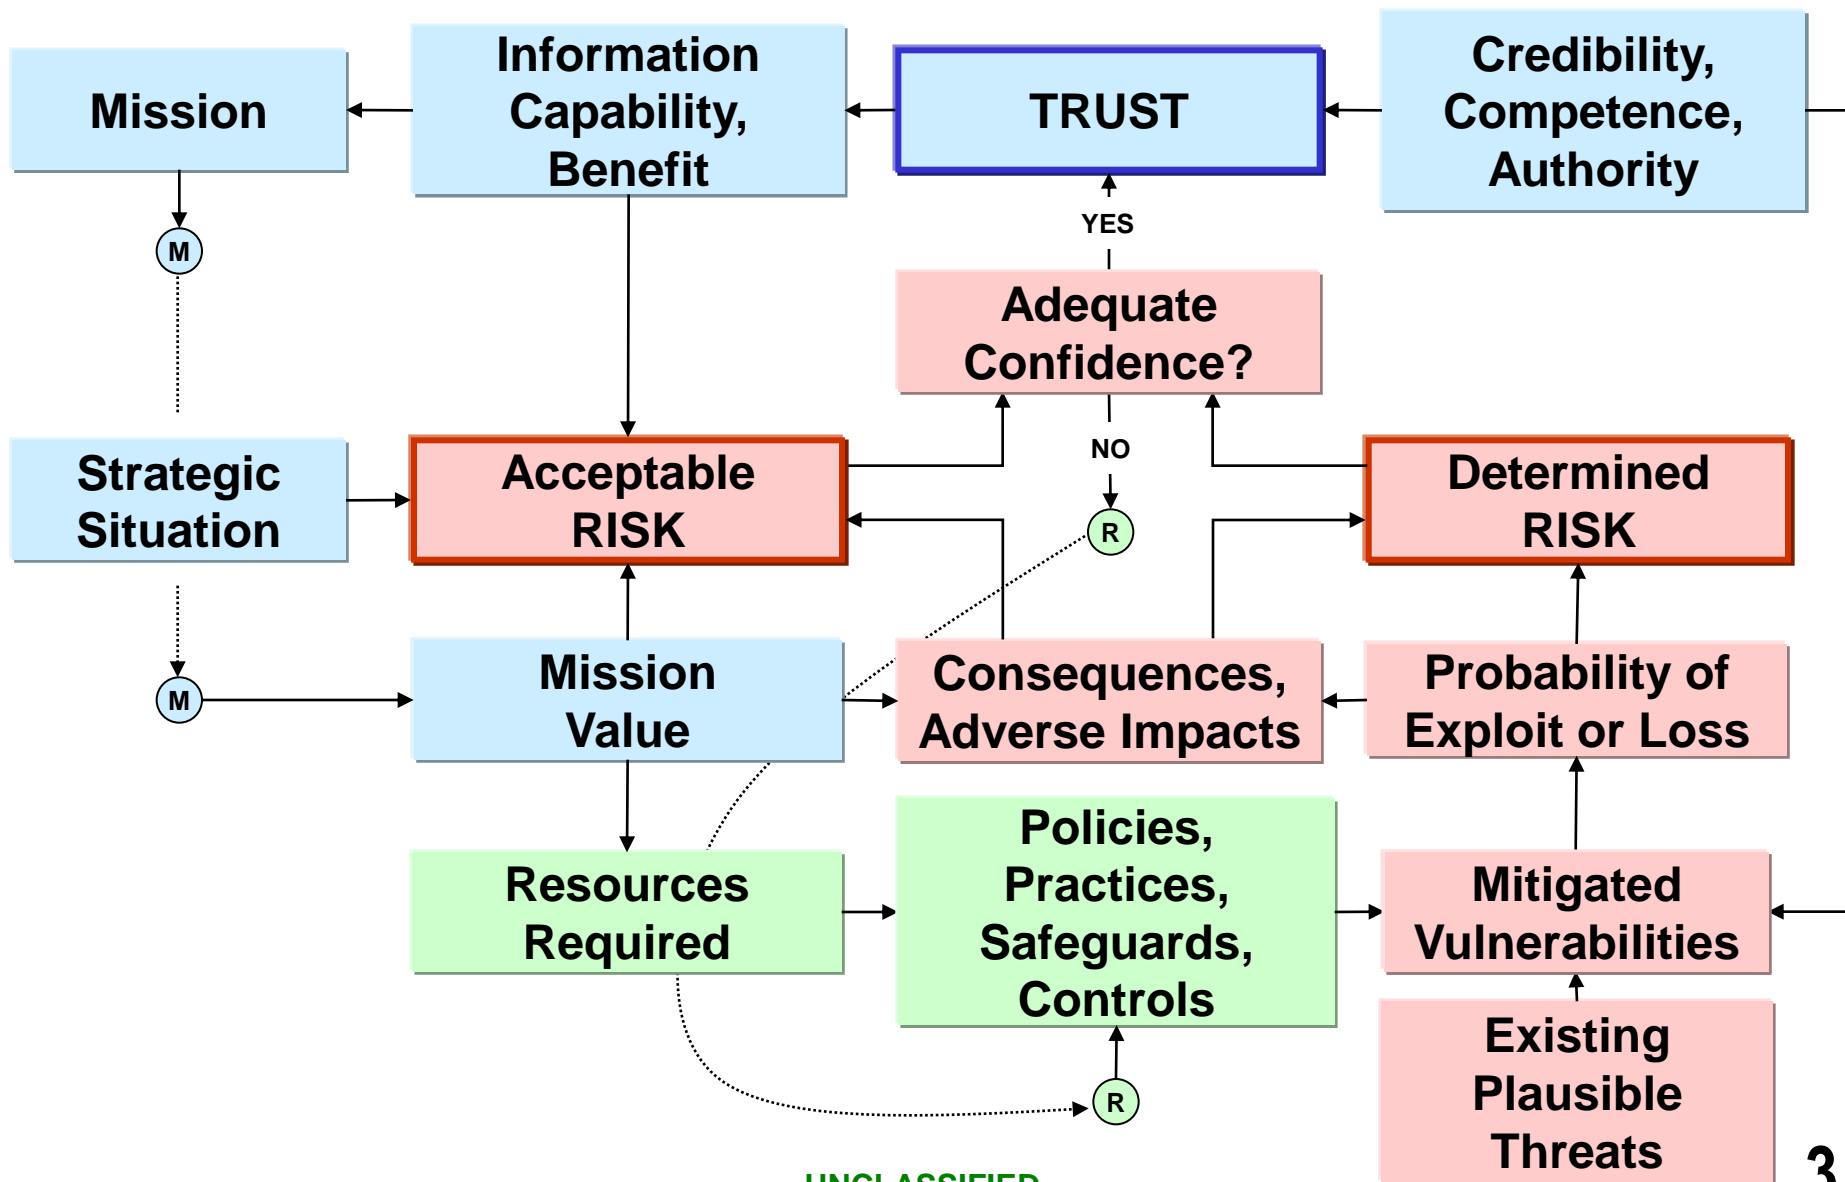 Mission
Information
Capability,
Benefit
TRUST
Credibility,
Competence,
Authority
M
YES
Adequate
Confidence?
NO
R
Strategic
Situation
Acceptable
RISK
Determined
RISK
M
Mission
Value
Consequences,
Adverse Impacts
Probability of
Exploit or Loss
Resources
Required
Policies,
Practices,
Safeguards,
Controls
Mitigated
Vulnerabilities
R
Existing
Plausible
Threats
UNCLASSIFIED
3